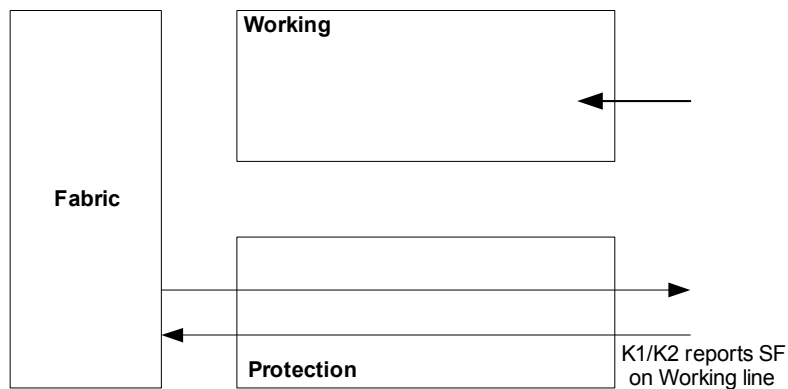 Working
Fabric
Protection
K1/K2 reports SF
on Working line